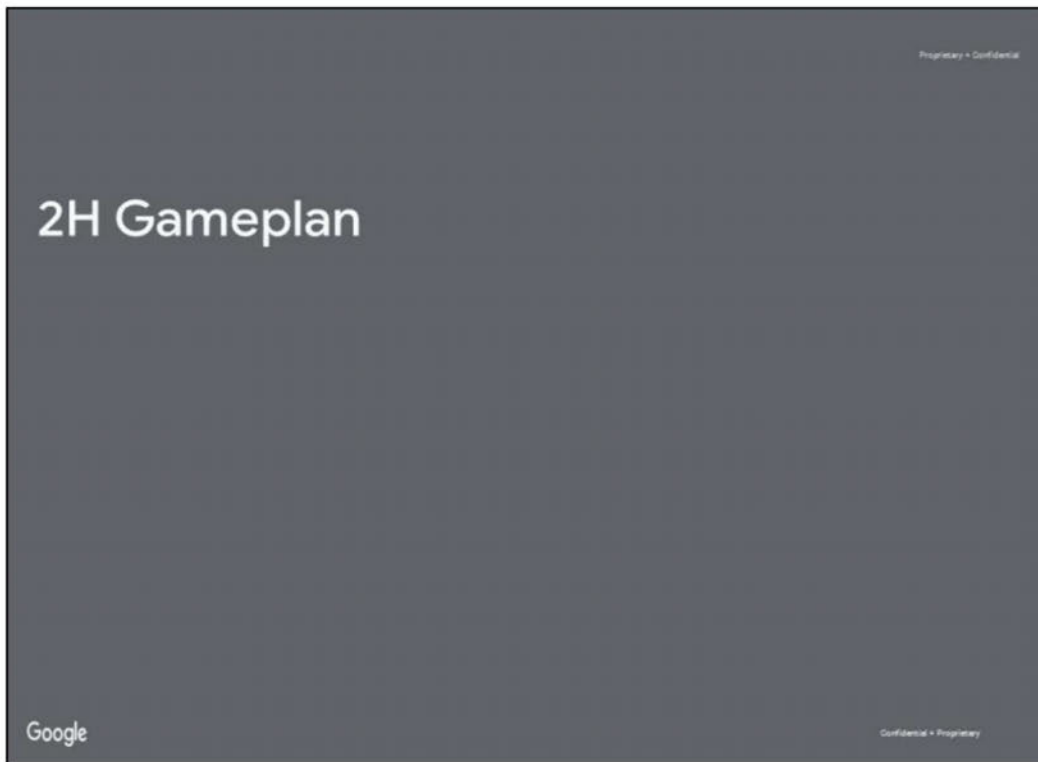 Proprietary + Confidential
2H Gameplan
Google
Confidential + Proprietary